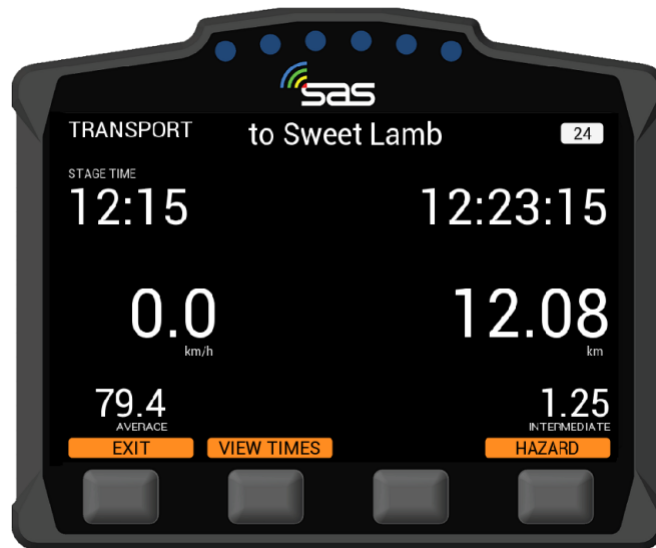 sas
TRANSPORT to Sweet Lamb 24
STAGE TIME
12:15 12:23:15
0.0 12.08
km/h km
79.4 1.25
AVERAGE INTERMEDIATE
EXIT VIEW TIMES HAZARD